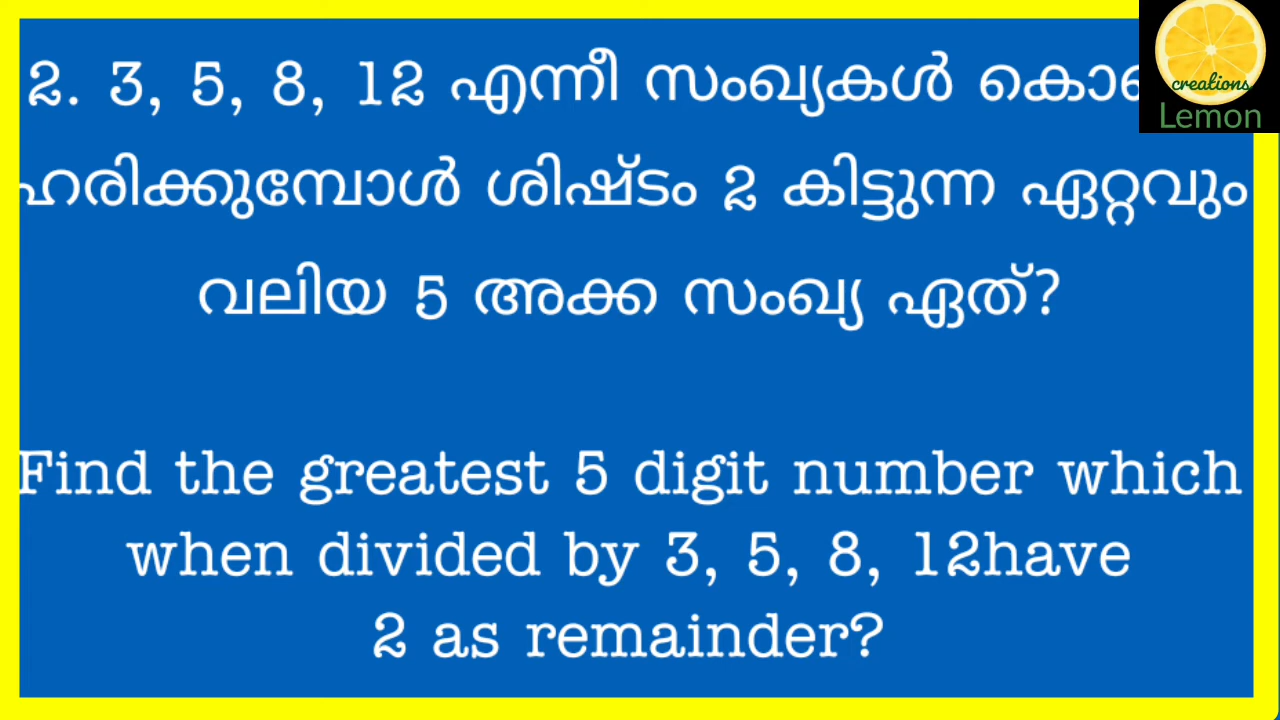 2. 3, 5, 8, 12 എന്നീ സംഖ്യകൾ
ഹരിക്കുമ്പോൾ ശിഷ്ടം 2 കിട്ടുന്ന ഏറ്റവും
വലിയ 5 അക്ക സംഖ്യ ഏത്?
Find the greatest 5 digit number which
when divided by 3, 5, 8, 12have
2 as remainder?
creations
Lemon